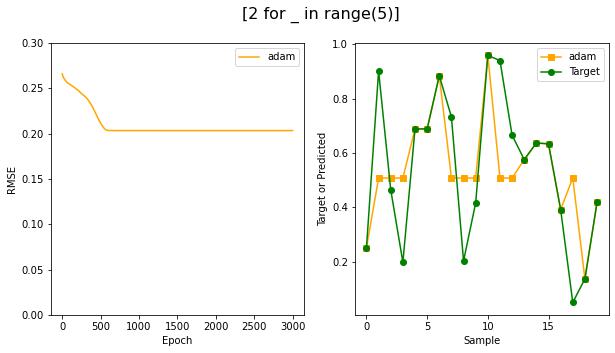 [2 for _ in range(5)]
0.30
0.25
0.20
0.15
0.10
0.05
0.00
RMSE
0
500
1000
1500
2000
2500
3000
Epoch
adam
1.0
0.8
0.6
0.4
0.2
Target or Predicted
0
5
10
15
Sample
adam
Target